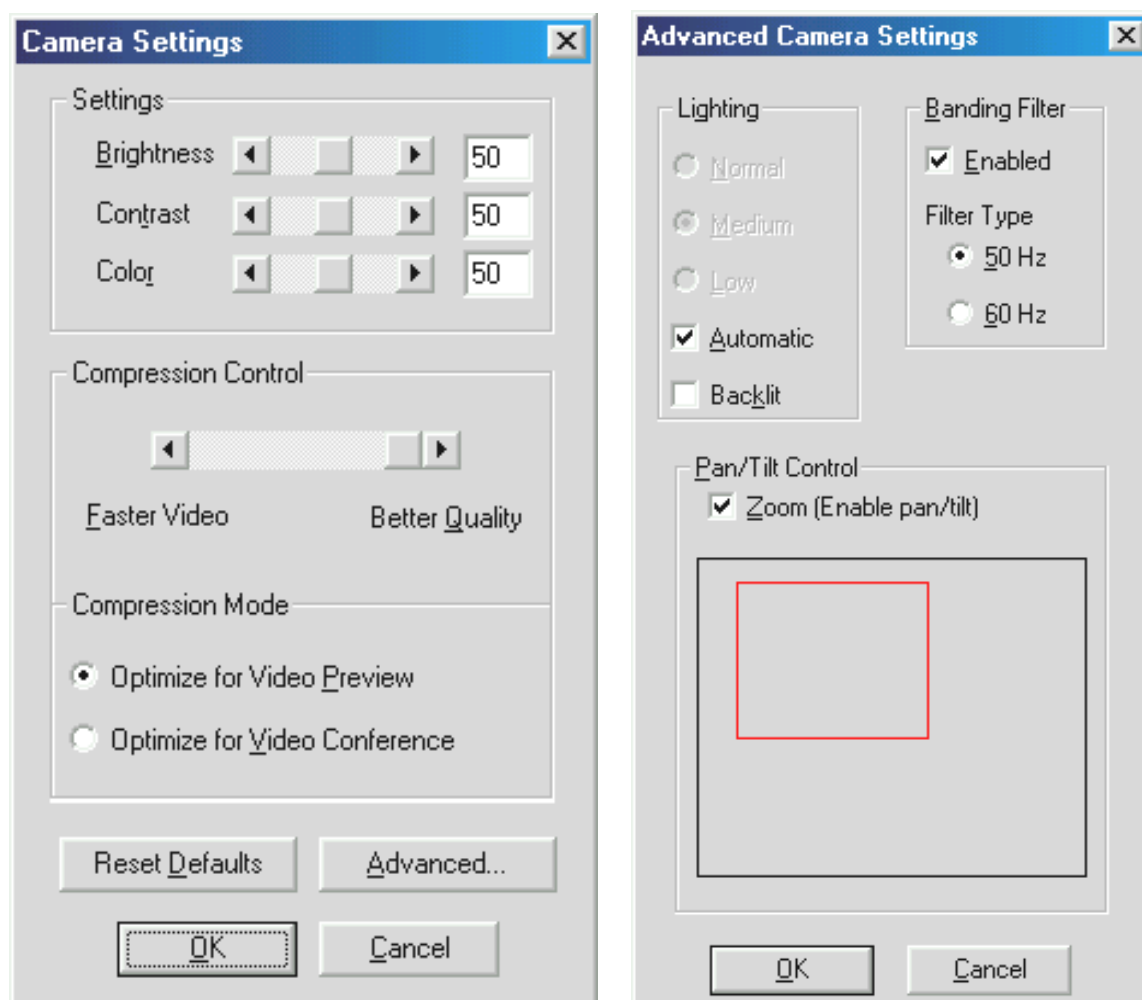 Camera Settings
Settings
Brightness 50
Contrast 50
Color 50
Compression Control
Faster Video Better Quality
Compression Mode
Optimize for Video Preview
Optimize for Video Conference
Reset Defaults Advanced...
OK Cancel
Advanced Camera Settings
Lighting
Normal
Medium
Low
Automatic
Backlit
Banding Filter
Enabled
Filter Type
50 Hz
60 Hz
Pan/Tilt Control
Zoom (Enable pan/tilt)
OK Cancel